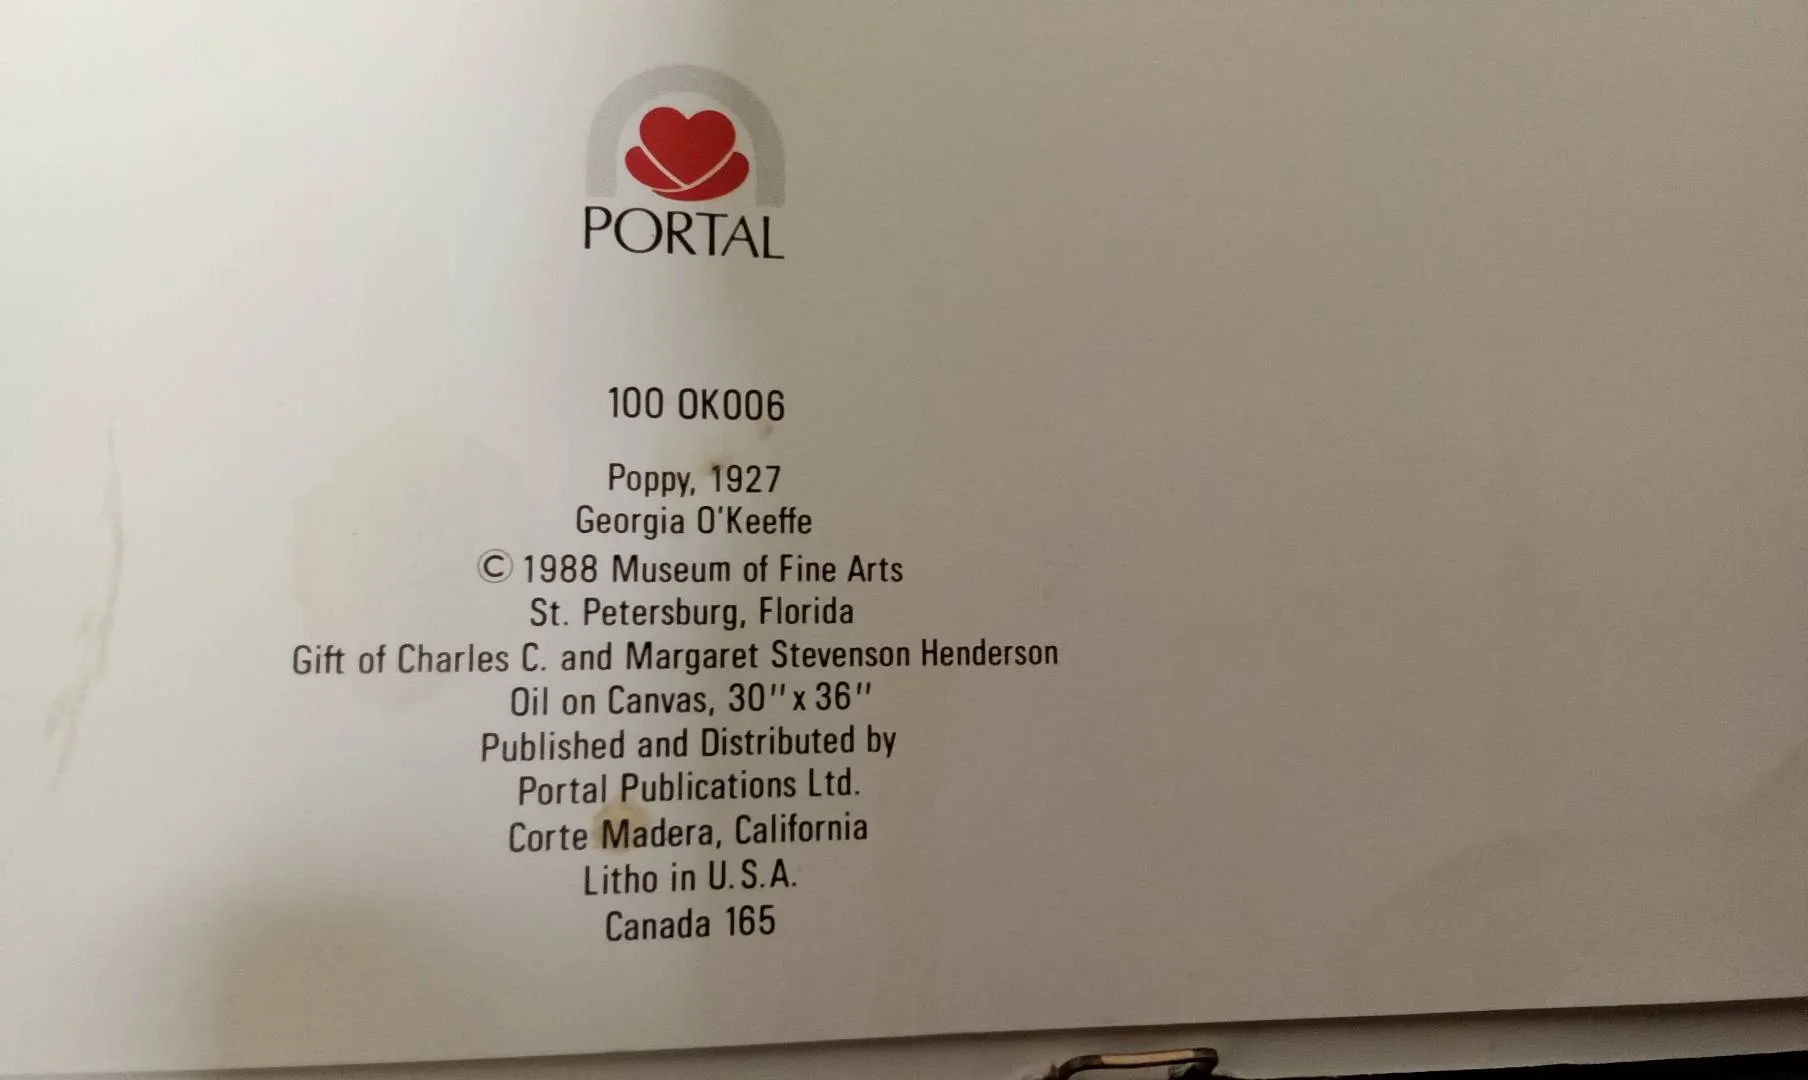 PORTAL
100 OK006
Poppy, 1927
Georgia O'Keeffe
© 1988 Museum of Fine Arts
St. Petersburg, Florida
Gift of Charles C. and Margaret Stevenson Henderson
Oil on Canvas, 30" x 36"
Published and Distributed by
Portal Publications Ltd.
Corte Madera, California
Litho in U.S.A.
Canada 165